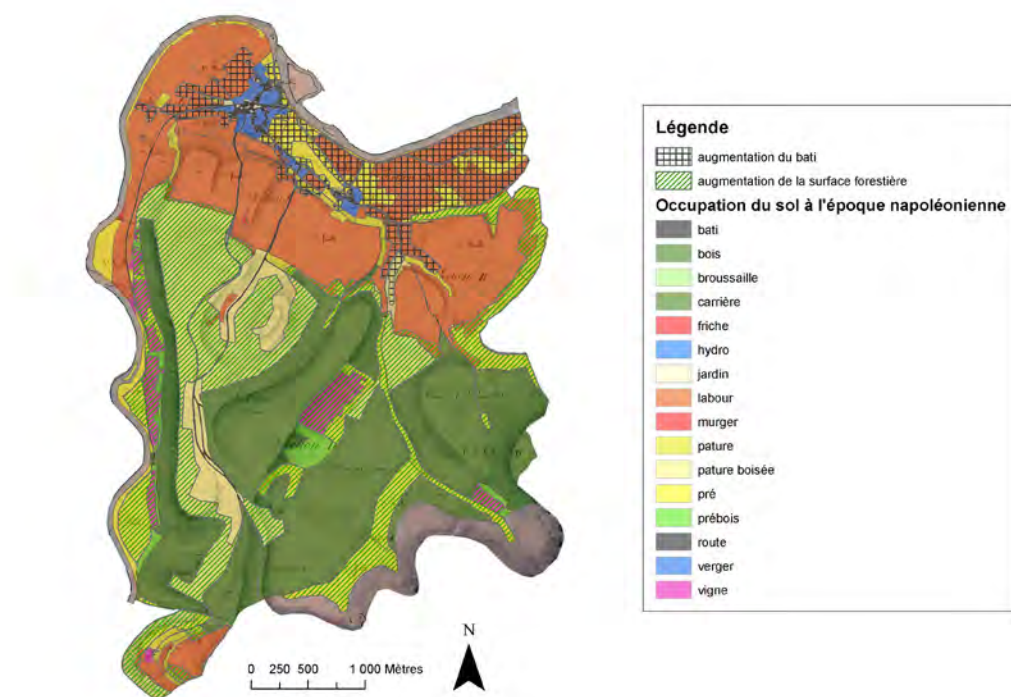 Légende
augmentation du bati
augmentation de la surface forestière
Occupation du sol à l'époque napoléonienne
bati
bois
broussaille
carrière
friche
hydro
jardin
labour
murger
pature
pature boisée
pré
prébois
route
verger
vigne
N
0 250 500 1 000 Mètres